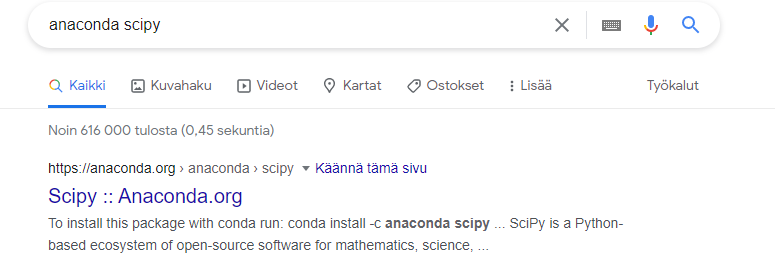 anaconda scipy
Kaikki Kuvahaku Videot Kartat Ostokset Lisää Työkalut
Noin 616 000 tulosta (0,45 sekuntia)
https://anaconda.org › anaconda › scipy Käännä tämä sivu
Scipy :: Anaconda.org
To install this package with conda run: conda install -c anaconda scipy ... SciPy is a Python-
based ecosystem of open-source software for mathematics, science, ...